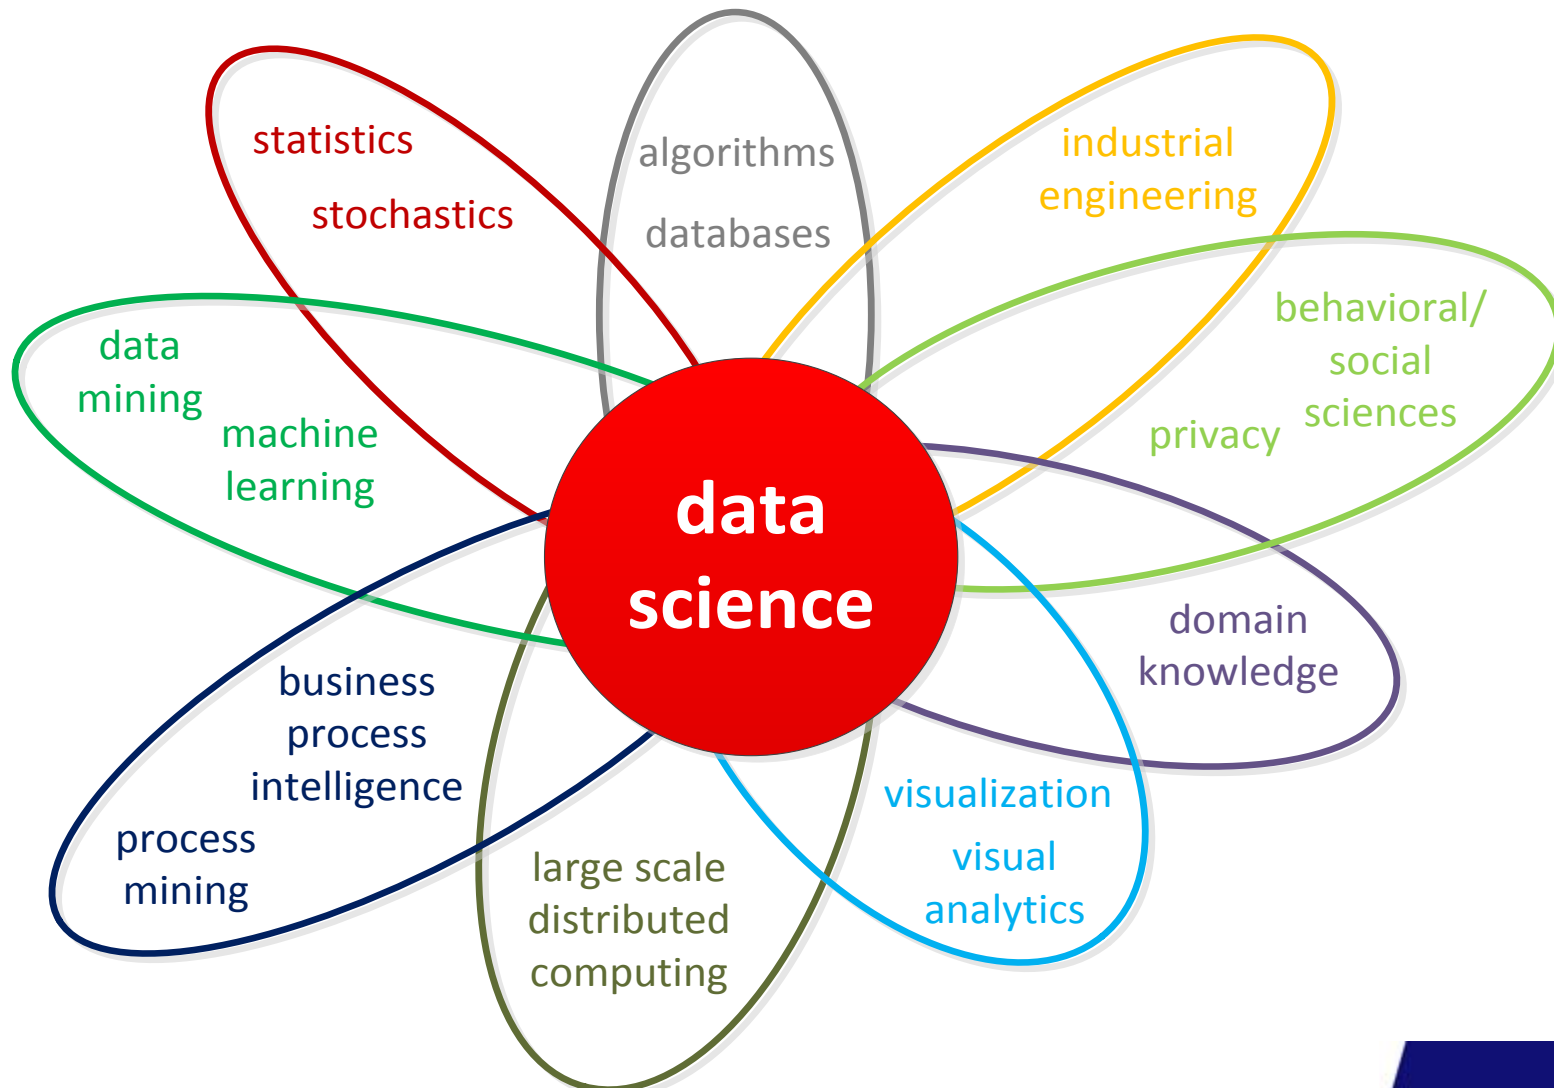 statistics
stochastics
algorithms
databases
industrial
engineering
behavioral/
social
sciences
privacy
data
mining
machine
learning
data
science
domain
knowledge
business
process
intelligence
process
mining
large scale
distributed
computing
visualization
visual
analytics